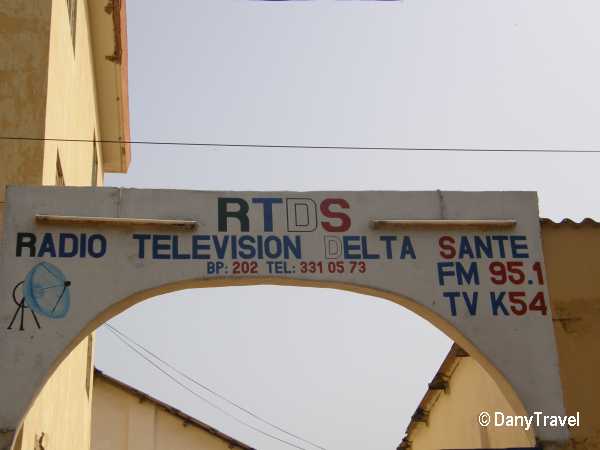 RTDS
RADIO TELEVISION DELTA SANTE
BP: 202 TEL: 331 05 73
FM 95.1
TV K54
©DanyTravel